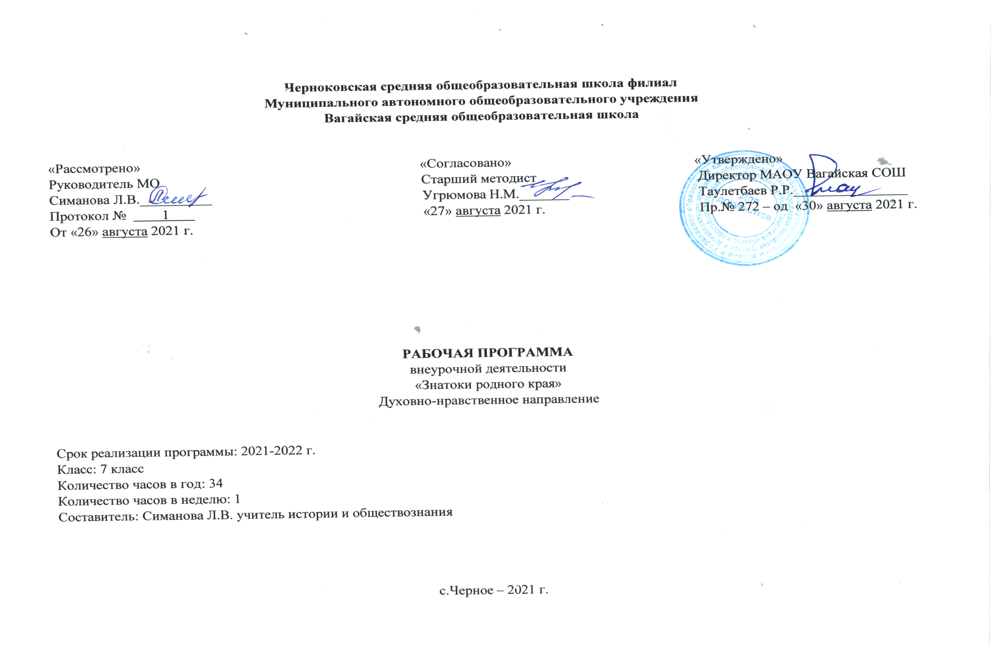 Черноковская средняя общеобразовательная школа филиал
Муниципального автономного общеобразовательного учреждения
Вагайская средняя общеобразовательная школа
«Рассмотрено»
Руководитель МО
Симанова Л.В.
Протокол № 1
От «26» августа 2021 г.
«Согласовано»
Старший методист
Угрюмова Н.М.
«27» августа 2021 г.
«Утверждено»
Директор МАОУ Вагайская СОШ
Таулетбаев Р.Р.
Пр.№ 272 – од «30» августа 2021 г.
Для
документов
РАБОЧАЯ ПРОГРАММА
внеурочной деятельности
«Знатоки родного края»
Духовно-нравственное направление
Срок реализации программы: 2021-2022 г.
Класс: 7 класс
Количество часов в год: 34
Количество часов в неделю: 1
Составитель: Симанова Л.В. учитель истории и обществознания
с.Черное – 2021 г.